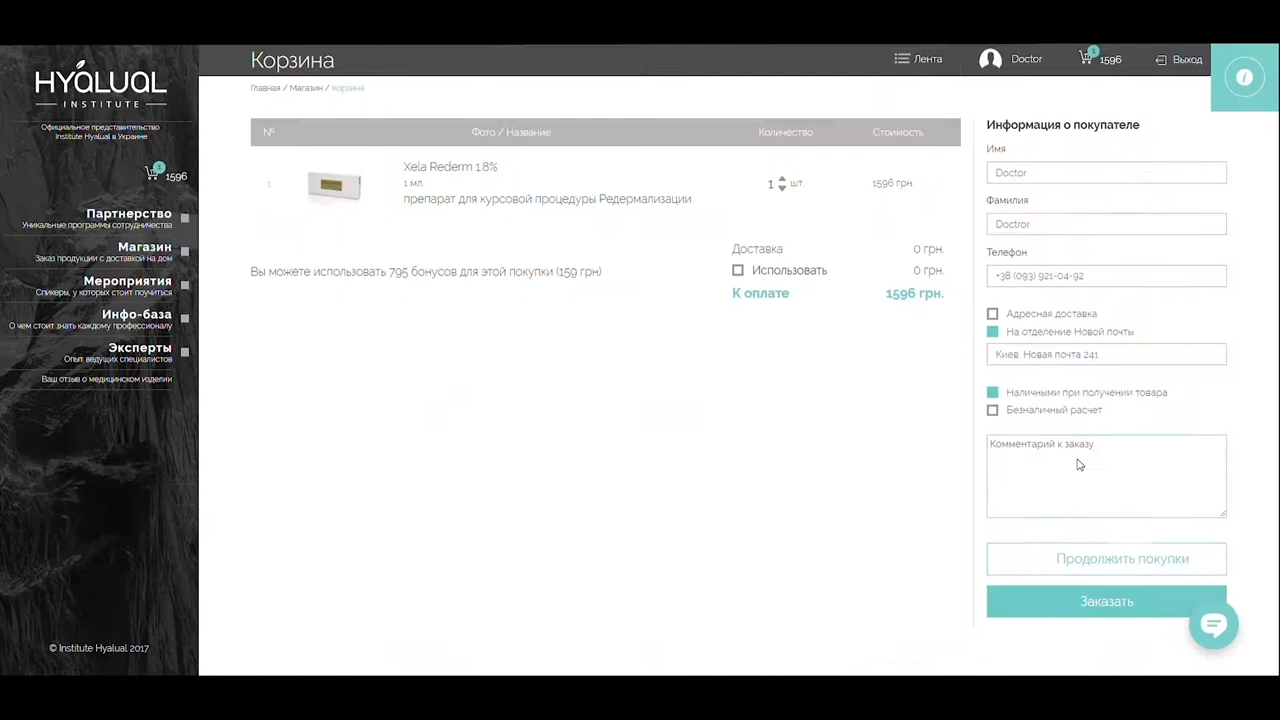 HYALUAL
INSTITUTE
Официальное представительство
Institute Hyalual в Украине
1
1596
Партнерство
Уникальные программы сотрудничества
Магазин
Заказ продукции с доставкой на дом
Мероприятия
Спикеры, у которых стоит поучиться
Инфо-база
О чем стоит знать каждому профессионалу
Эксперты
Опыт ведущих специалистов
Ваш отзыв о медицинском изделии
© Institute Hyalual 2017
Корзина
Лента
Doctor
1
1596
Выход
Главная / Магазин / Корзина
№ Фото / Название Количество Стоимость
1
Xela Rederm 1.8%
1 мл.
препарат для курсовой процедуры Редермализации
1 шт.
1596 грн.
Доставка 0 грн.
Вы можете использовать 795 бонусов для этой покупки (159 грн)
Использовать 0 грн.
К оплате 1596 грн.
Информация о покупателе
Имя
Doctor
Фамилия
Doctror
Телефон
+38 (093) 921-04-92
Адресная доставка
На отделение Новой почты
Киев, Новая почта 241
Наличными при получении товара
Безналичный расчет
Комментарий к заказу
Продолжить покупки
Заказать